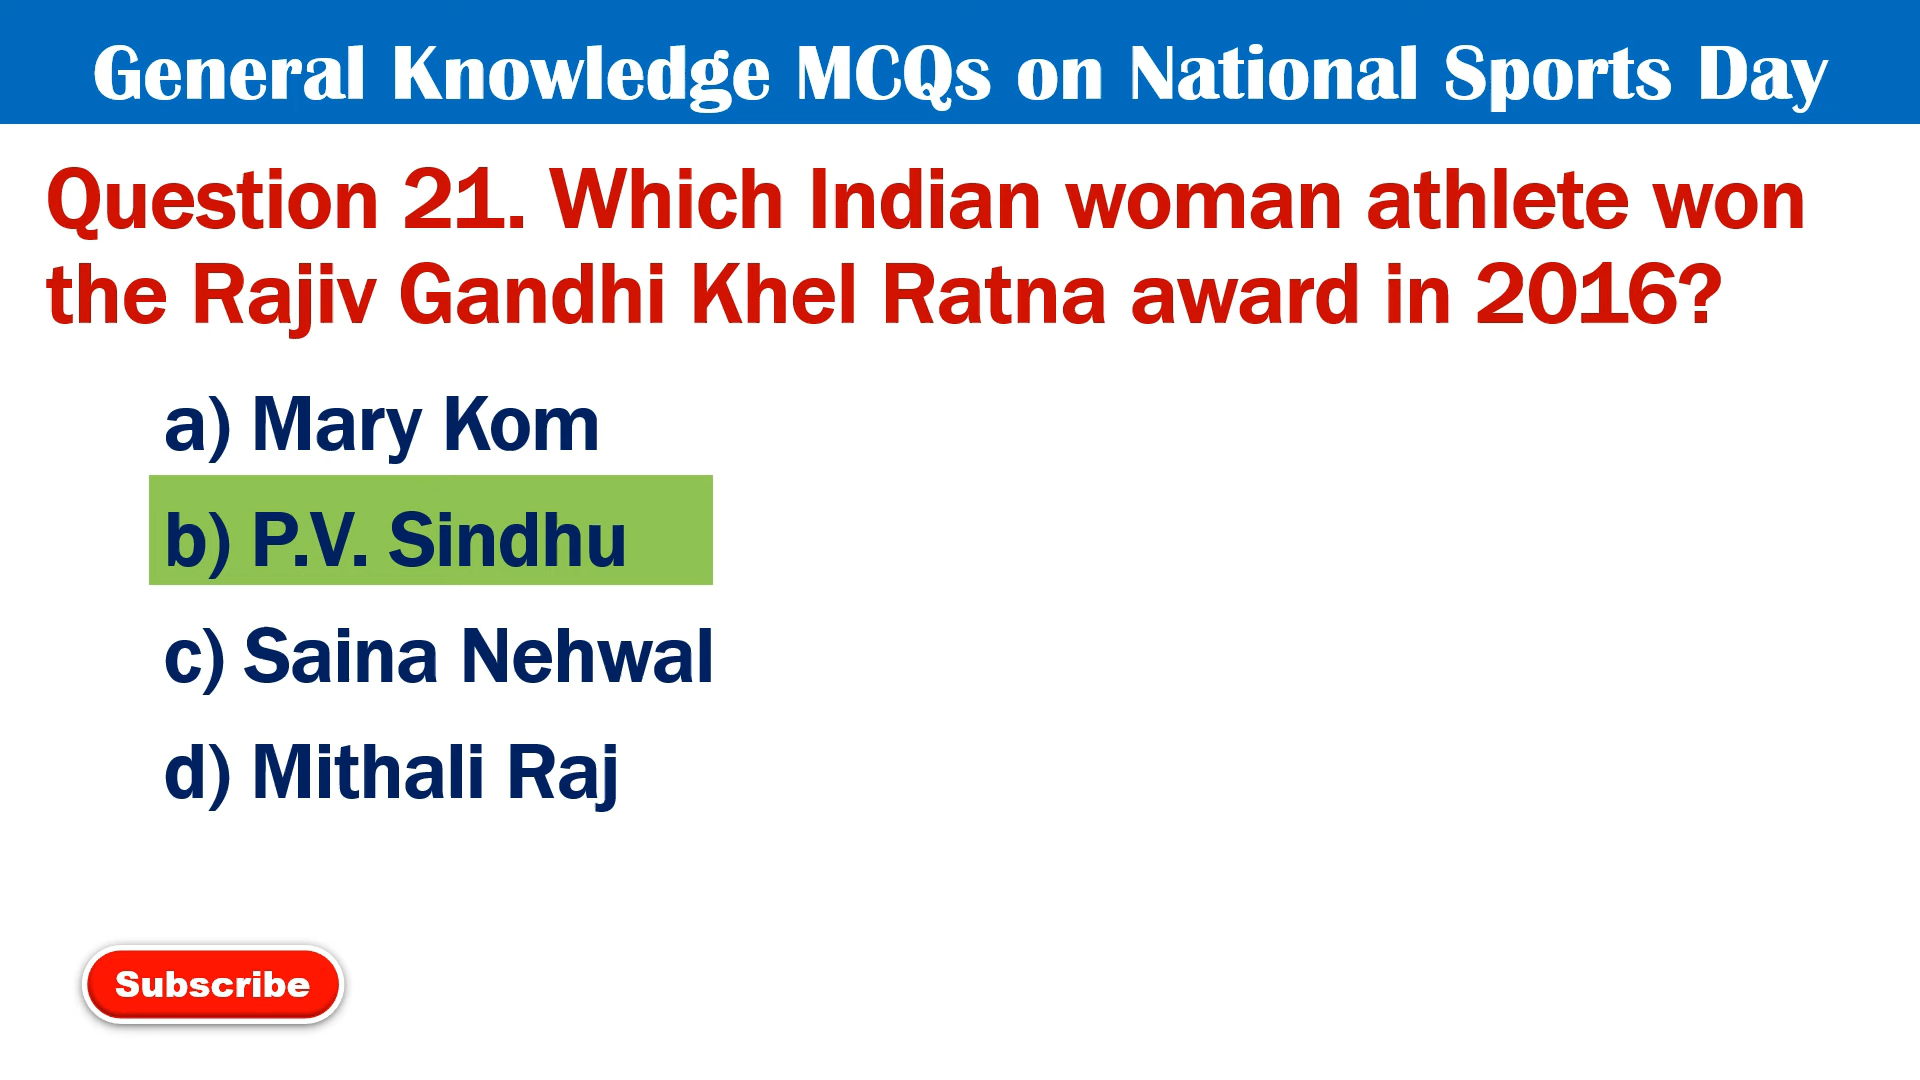 General Knowledge MCQs on National Sports Day
Question 21. Which Indian woman athlete won
the Rajiv Gandhi Khel Ratna award in 2016?
a) Mary Kom
b) P.V. Sindhu
c) Saina Nehwal
d) Mithali Raj
Subscribe